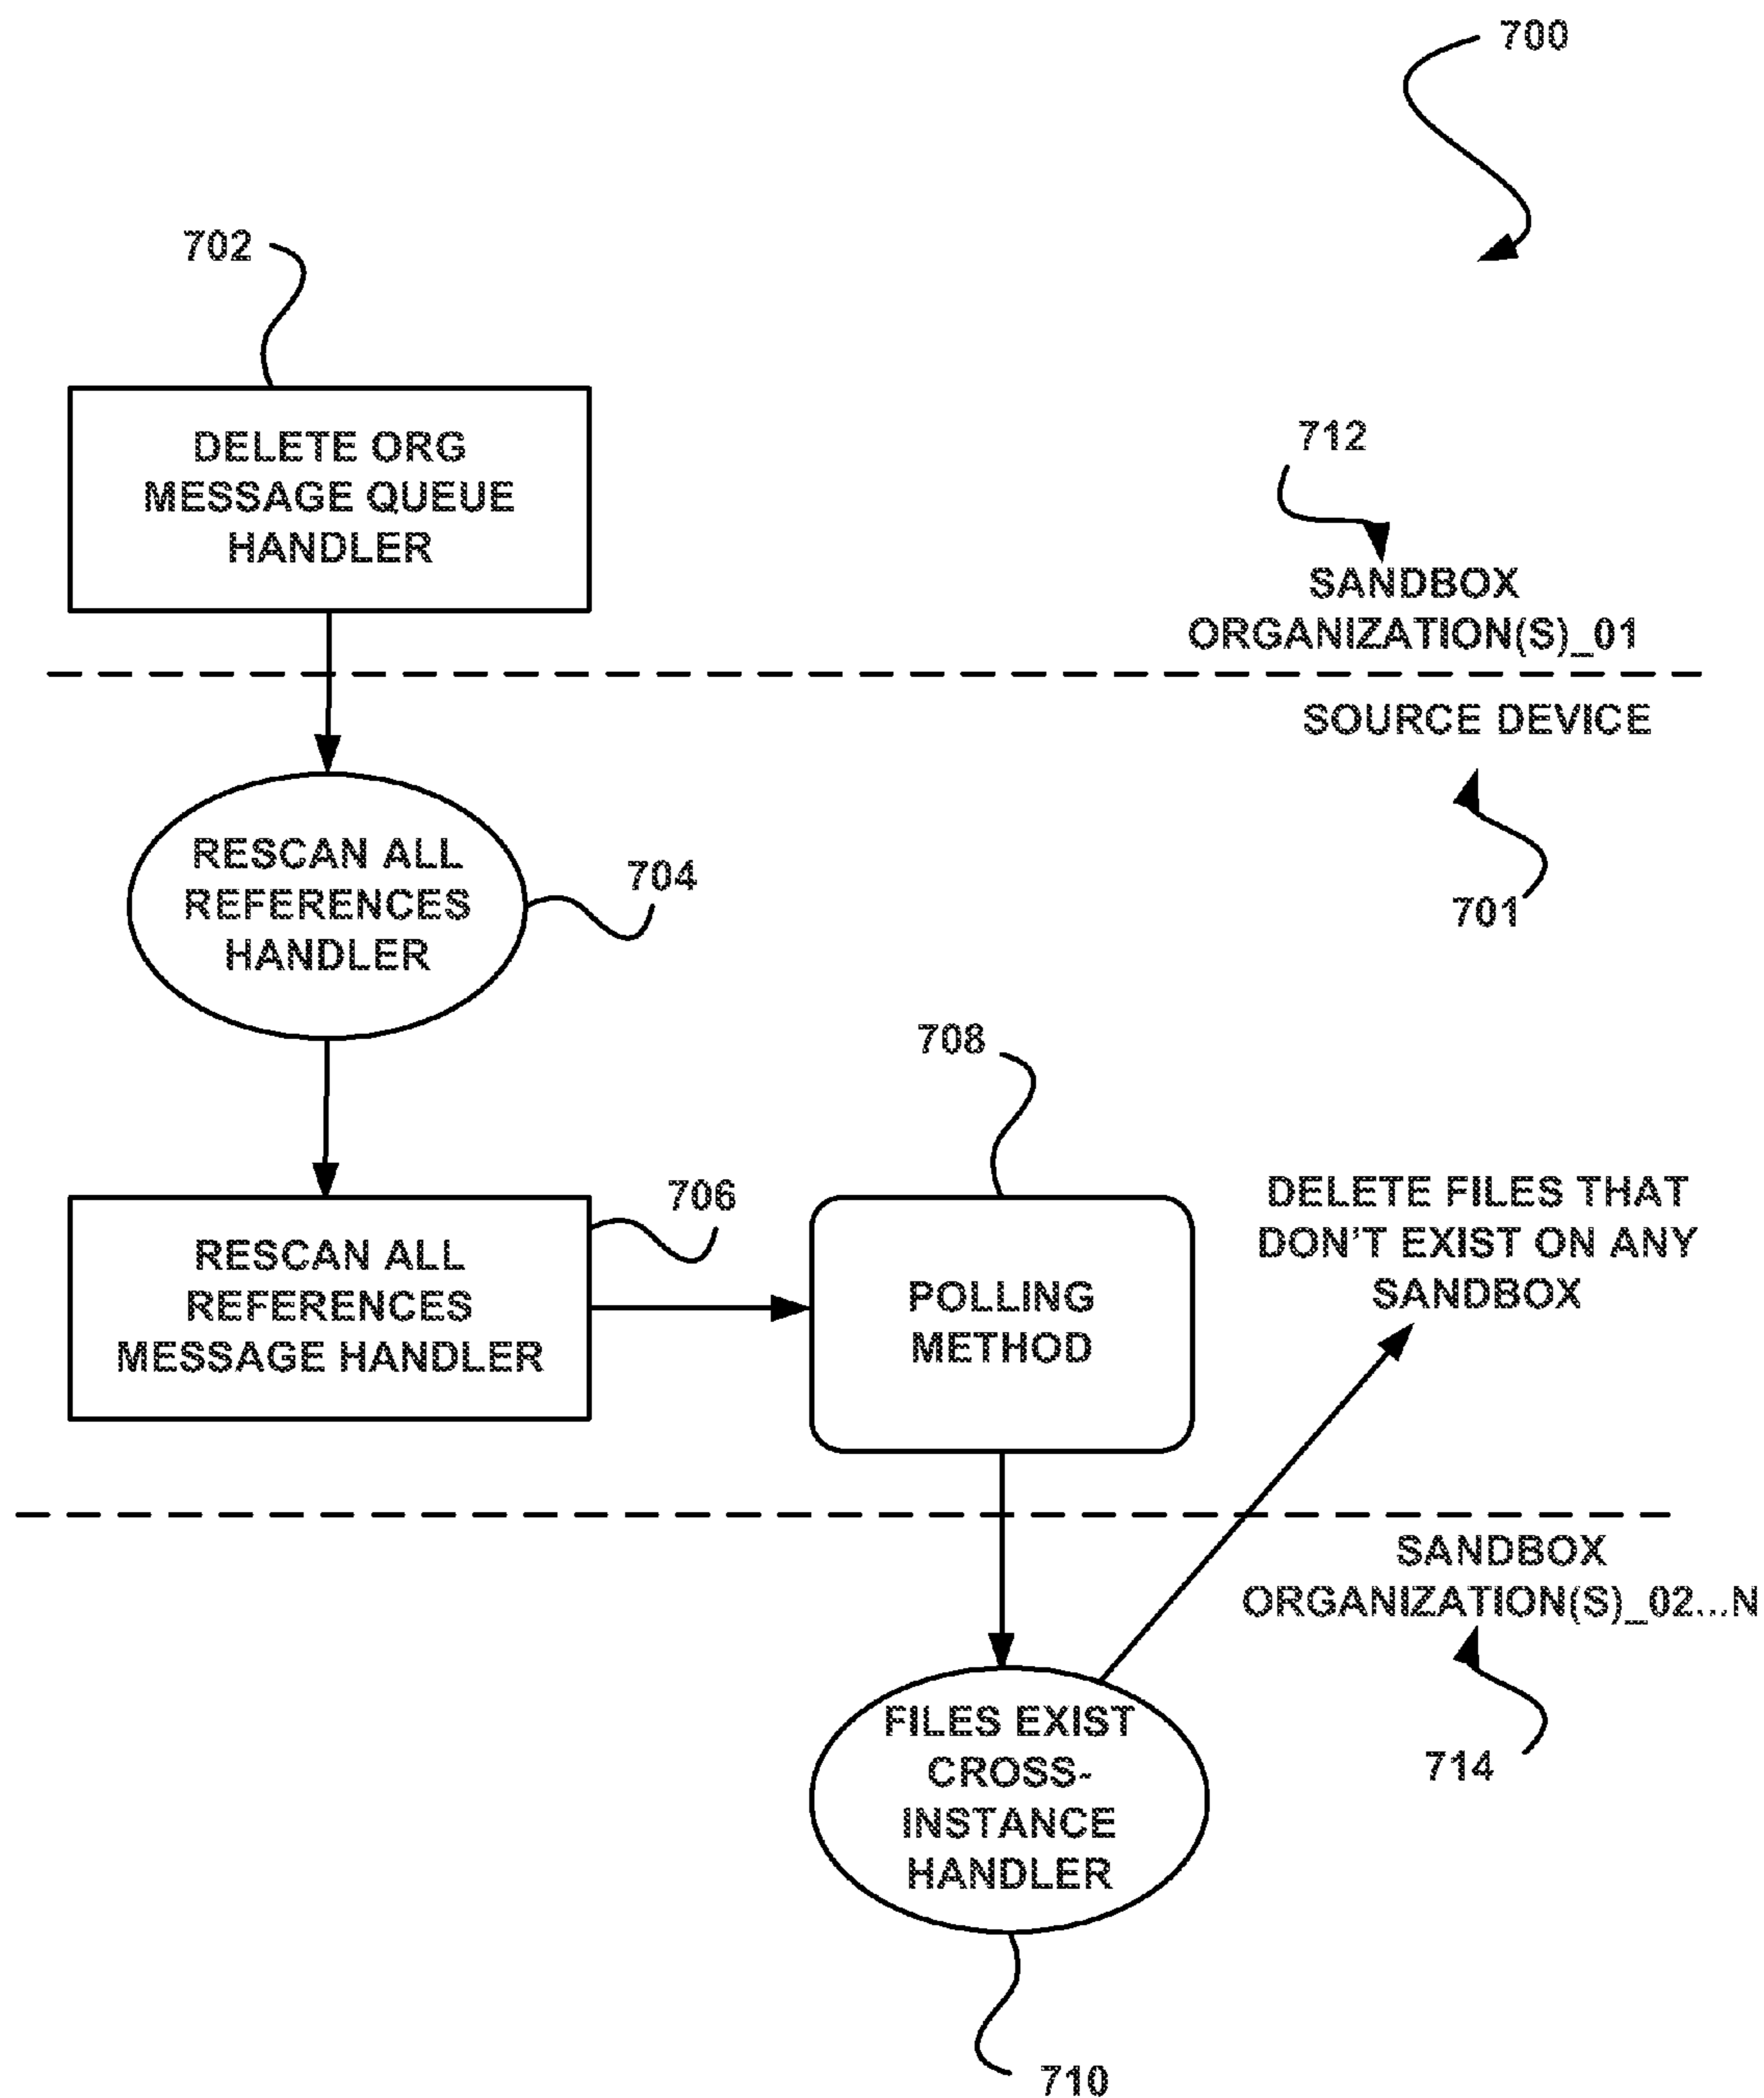 700
702
DELETE ORG
MESSAGE QUEUE
HANDLER
712
SANDBOX
ORGANIZATION(S)_01
SOURCE DEVICE
701
RESCAN ALL
REFERENCES
HANDLER
704
708
706
RESCAN ALL
REFERENCES
MESSAGE HANDLER
POLLING
METHOD
DELETE FILES THAT
DON'T EXIST ON ANY
SANDBOX
SANDBOX
ORGANIZATION(S)_02...N
714
FILES EXIST
CROSS-
INSTANCE
HANDLER
710